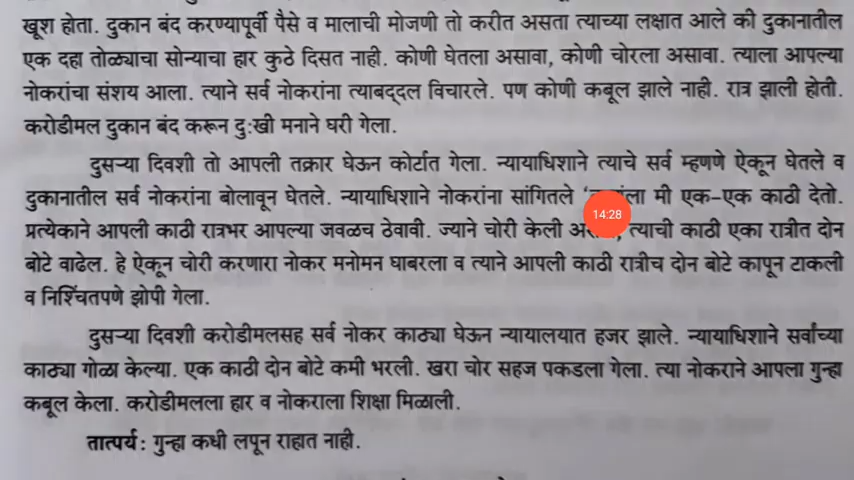 खूश होता. दुकान बंद करण्यापूर्वी पैसे व मालाची मोजणी तो करीत असता त्याच्या लक्षात आले की दुकानातील
एक दहा तोळ्याचा सोन्याचा हार कुठे दिसत नाही. कोणी घेतला असावा, कोणी चोरला असावा. त्याला आपल्या
नोकरांचा संशय आला. त्याने सर्व नोकरांना त्याबद्दल विचारले. पण कोणी कबूल झाले नाही. रात्र झाली होती.
करोडीमल दुकान बंद करून दुःखी मनाने घरी गेला.
दुसऱ्या दिवशी तो आपली तक्रार घेऊन कोर्टात गेला. न्यायाधिशाने त्याचे सर्व म्हणणे ऐकून घेतले व
दुकानातील सर्व नोकरांना बोलावून घेतले. न्यायाधिशाने नोकरांना सांगितले मी एक-एक काठी देतो.
14:28
प्रत्येकाने आपली काठी रात्रभर आपल्या जवळच ठेवावी. ज्याने चोरी केली त्याची काठी एका रात्रीत दोन
बोटे वाढेल. हे ऐकून चोरी करणारा नोकर मनोमन घाबरला व त्याने आपली काठी रात्रीच दोन बोटे कापून टाकली
व निश्चिंतपणे झोपी गेला.
दुसऱ्या दिवशी करोडीमलसह सर्व नोकर काठ्या घेऊन न्यायालयात हजर झाले. न्यायाधिशाने सर्वांच्या
काठ्या गोळा केल्या. एक काठी दोन बोटे कमी भरली. खरा चोर सहज पकडला गेला. त्या नोकराने आपला गुन्हा
कबूल केला. करोडीमलला हार व नोकराला शिक्षा मिळाली.
तात्पर्य: गुन्हा कधी लपून राहात नाही.